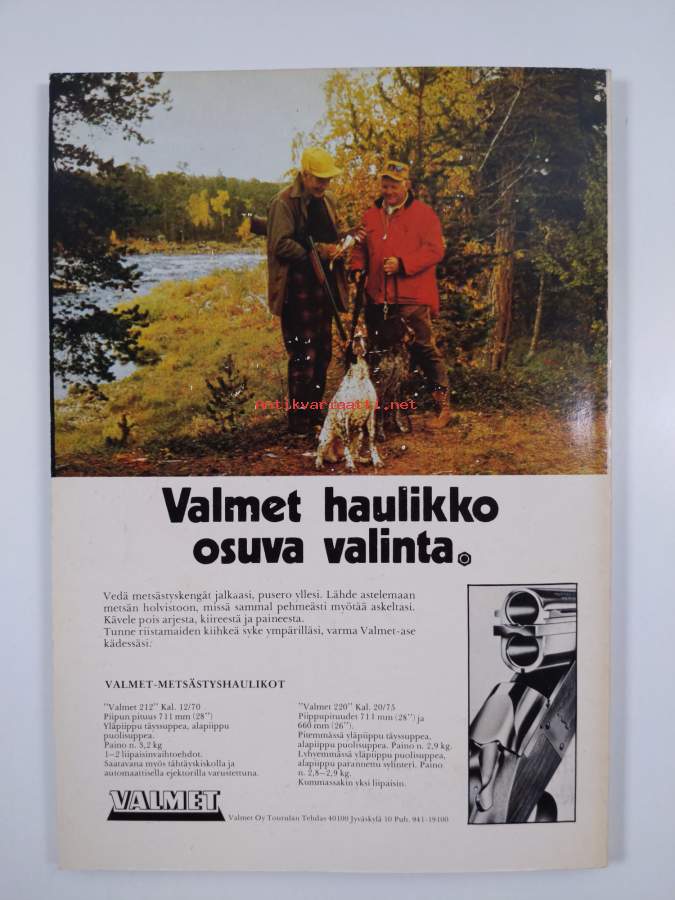 antikvariaatti.net
Valmet haulikko
osuva valinta.
Vedä metsästyskengät jalkaasi, pusero yllesi. Lähde astelemaan
metsän holvistoon, missä sammal pehmeästi myötää askeltasi.
Kävele pois arjesta, kiireestä ja paineesta.
Tunne riistamaiden kiihkeä syke ympärilläsi, varma Valmet-ase
kädessäsi:
VALMET-METSÄSTYSHAULIKOT
"Valmet 212" Kal. 12/70
Piipun pituus 711 mm (28")
Yläpiippu täyssuppea, alapiippu
puolisuppea.
Paino n. 3,2 kg
1–2 liipaisinvaihtoehdot.
Saatavana myös tähtäyskiskolla ja
automaattisella ejektorilla varustettuna.
"Valmet 220" Kal. 20/75
Piippupituudet 711 mm (28") ja
660 mm (26").
Pitemmässä yläpiippu täyssuppea,
alapiippu puolisuppea. Paino n. 2,9 kg.
Lyhyemmässä yläpiippu puolisuppea,
alapiippu parannettu sylinteri. Paino
n. 2,8–2,9 kg.
Kummassakin yksi liipaisin.
VALMET
Valmet Oy Tourulan Tehdas 40100 Jyväskylä 10 Puh. 941-19100